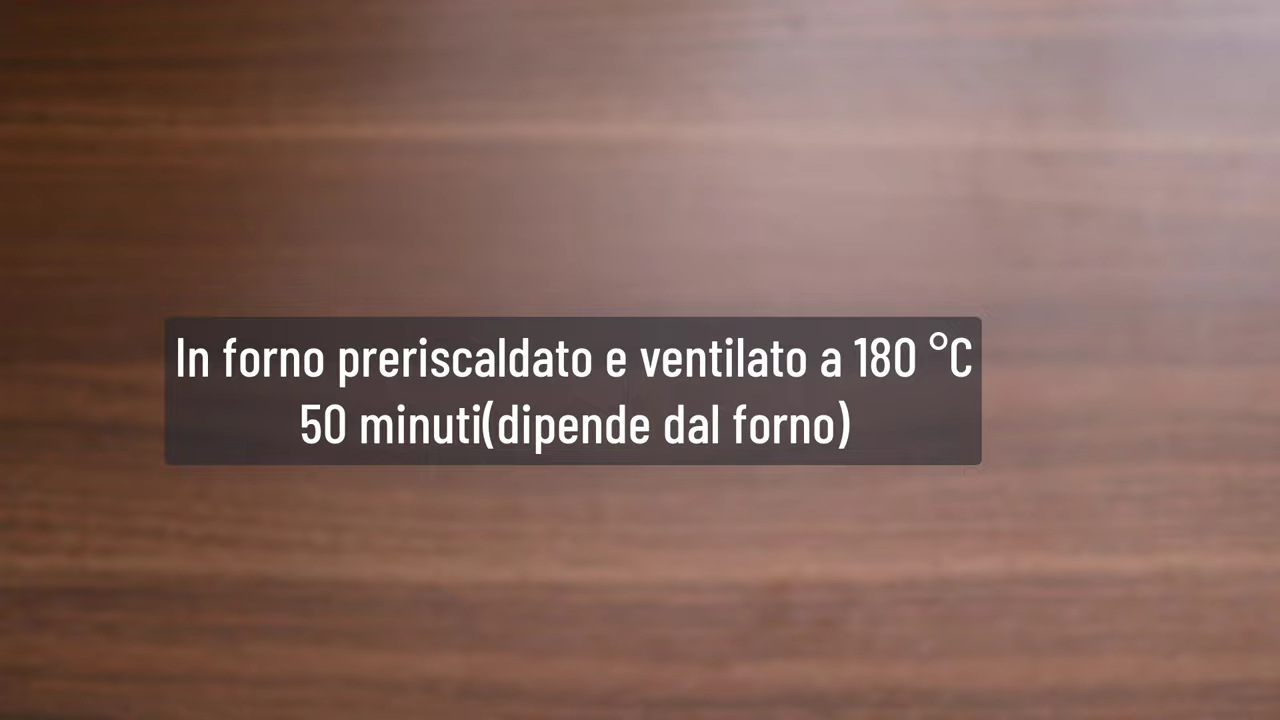 In forno preriscaldato e ventilato a 180 °C
50 minuti(dipende dal forno)